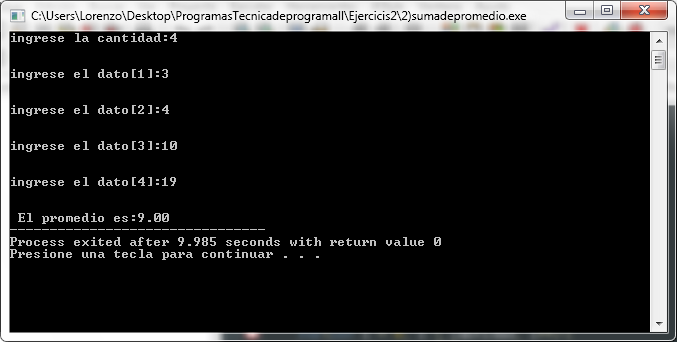 C:\Users\Lorenzo\Desktop\ProgramasTecnicadeprogramaII\Ejercicis2\2)sumadepromedio.exe
ingrese la cantidad:4
ingrese el dato[1]:3
ingrese el dato[2]:4
ingrese el dato[3]:10
ingrese el dato[4]:19
El promedio es:9.00
--------------------------------
Process exited after 9.985 seconds with return value 0
Presione una tecla para continuar . . .